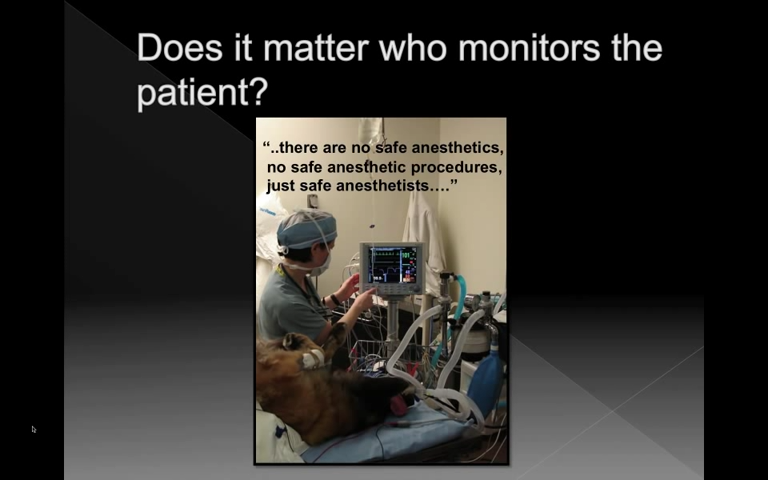 Does it matter who monitors the
patient?
“..there are no safe anesthetics,
no safe anesthetic procedures,
just safe anesthetists....”